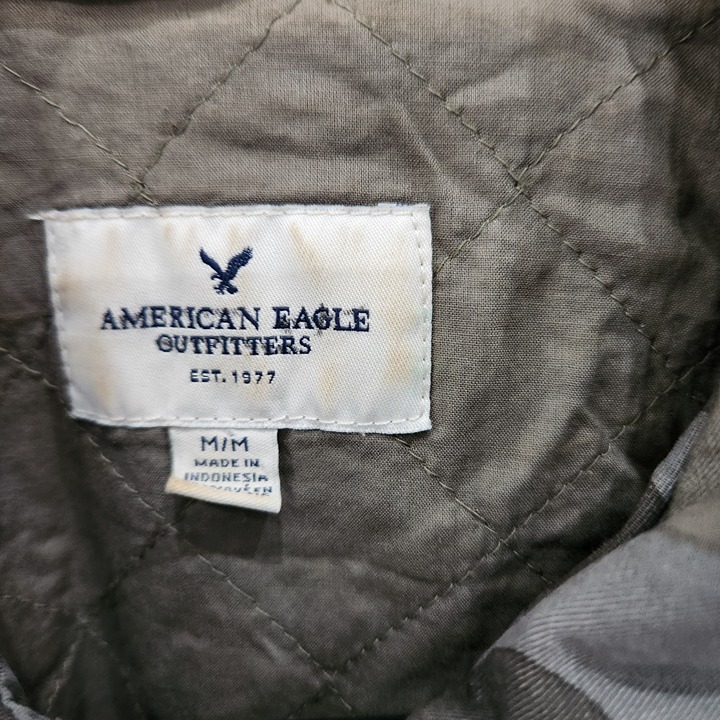 AMERICAN EAGLE
OUTFITTERS
EST. 1977
M/M
MADE IN
INDONESIA